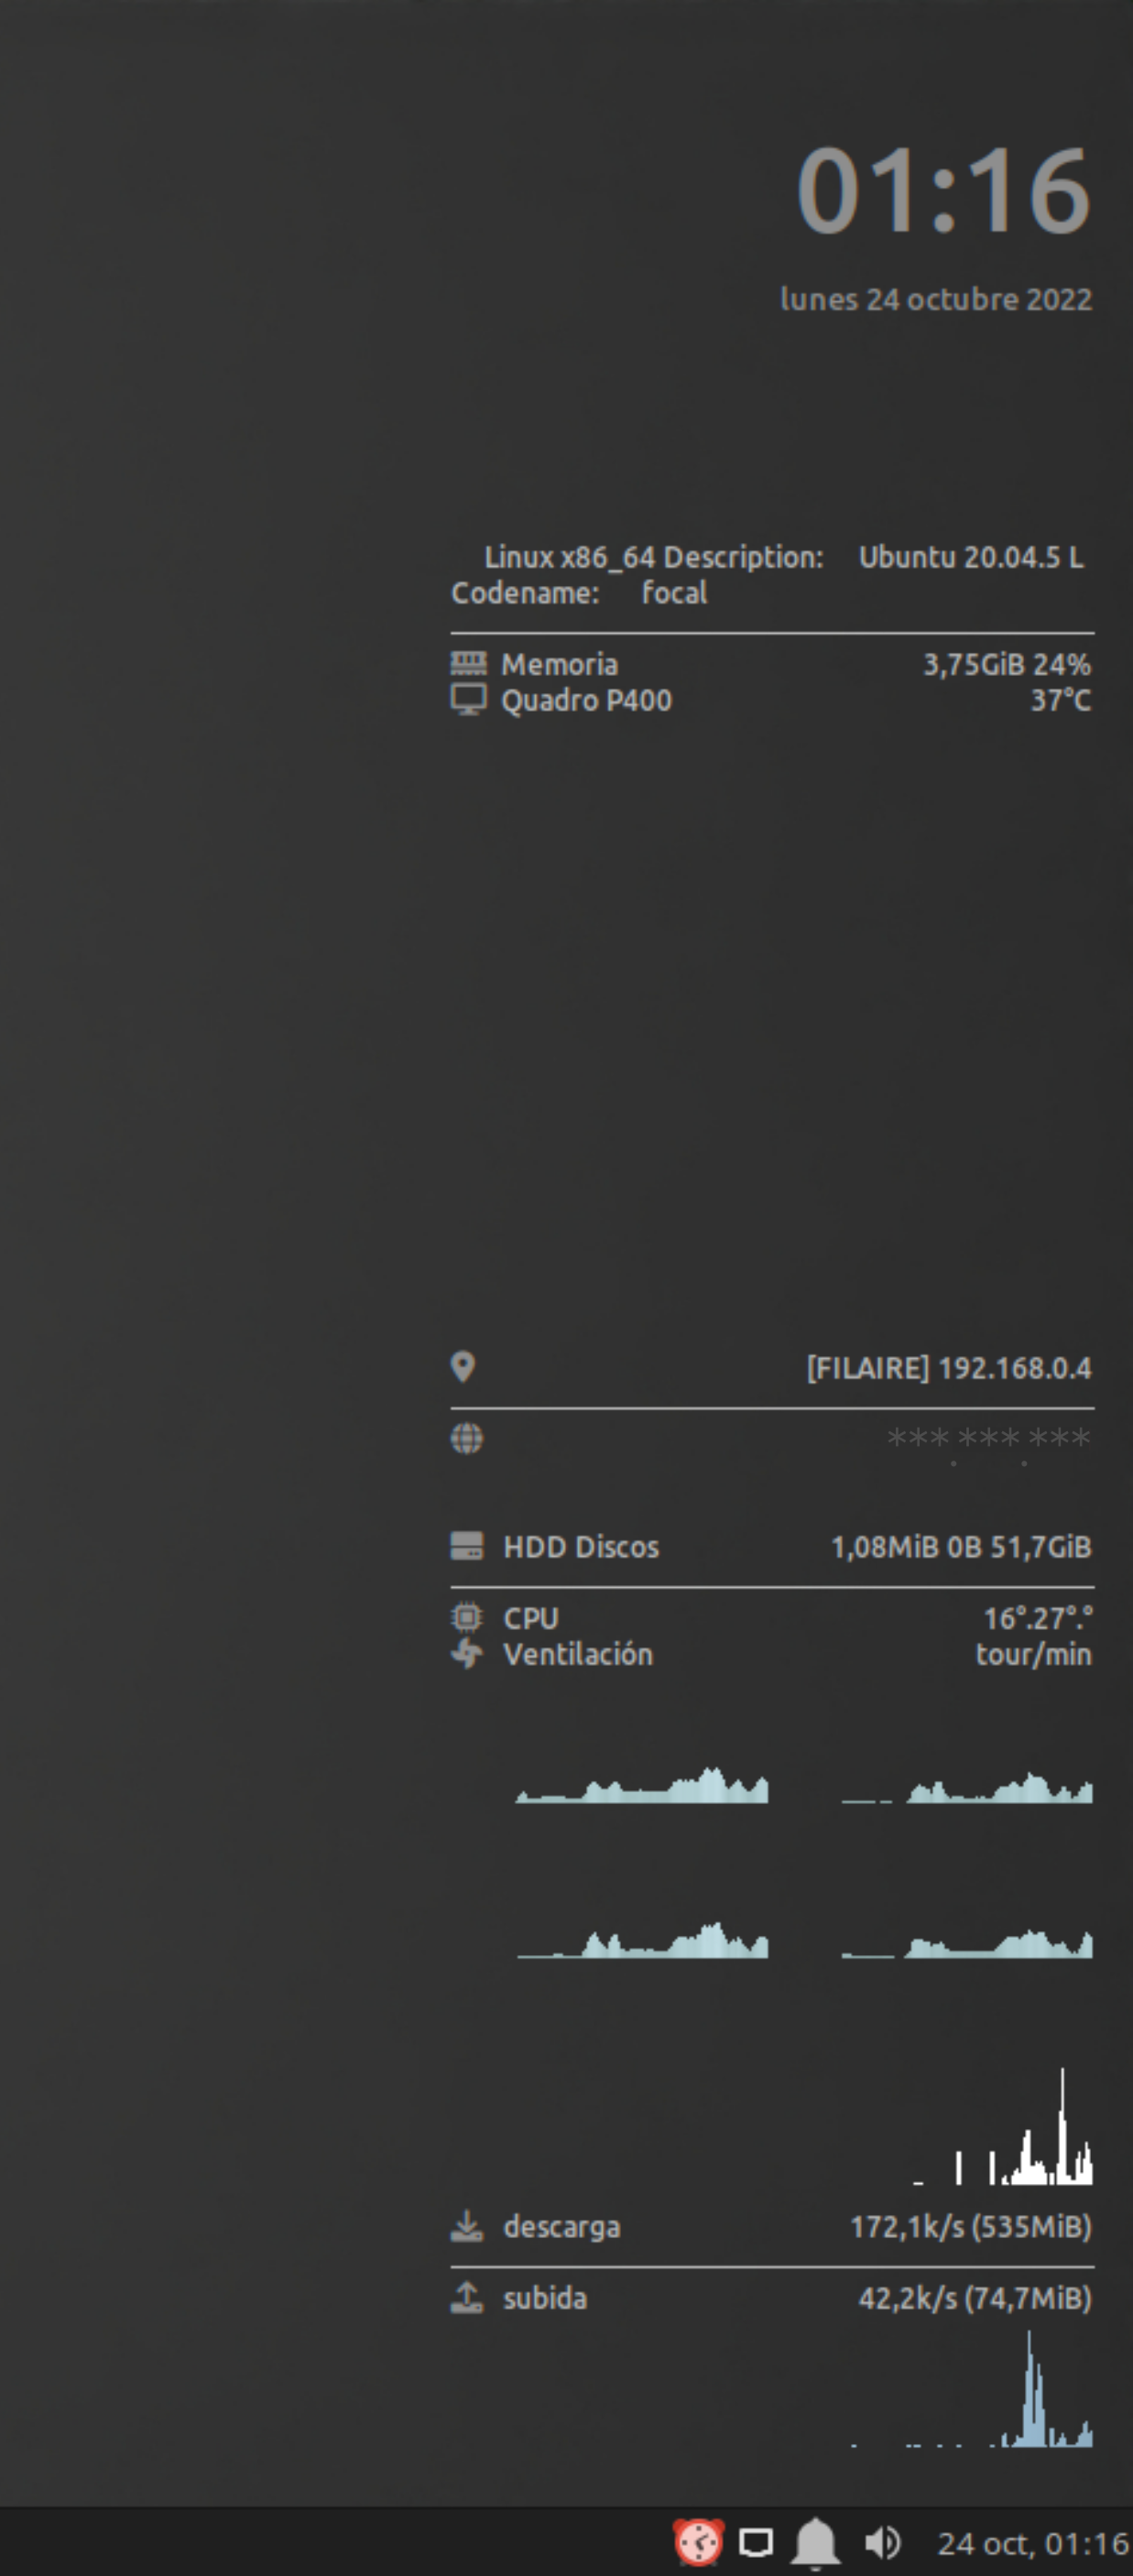 01:16
lunes 24 octubre 2022
Linux x86_64 Description: Ubuntu 20.04.5 L
Codename: focal
Memoria 3,75GiB 24%
Quadro P400 37°C
[FILAIRE] 192.168.0.4
***.***.***
HDD Discos 1,08MiB 0B 51,7GiB
CPU 16°.27°.°
Ventilación tour/min
descarga 172,1k/s (535MiB)
subida 42,2k/s (74,7MiB)
24 oct, 01:16